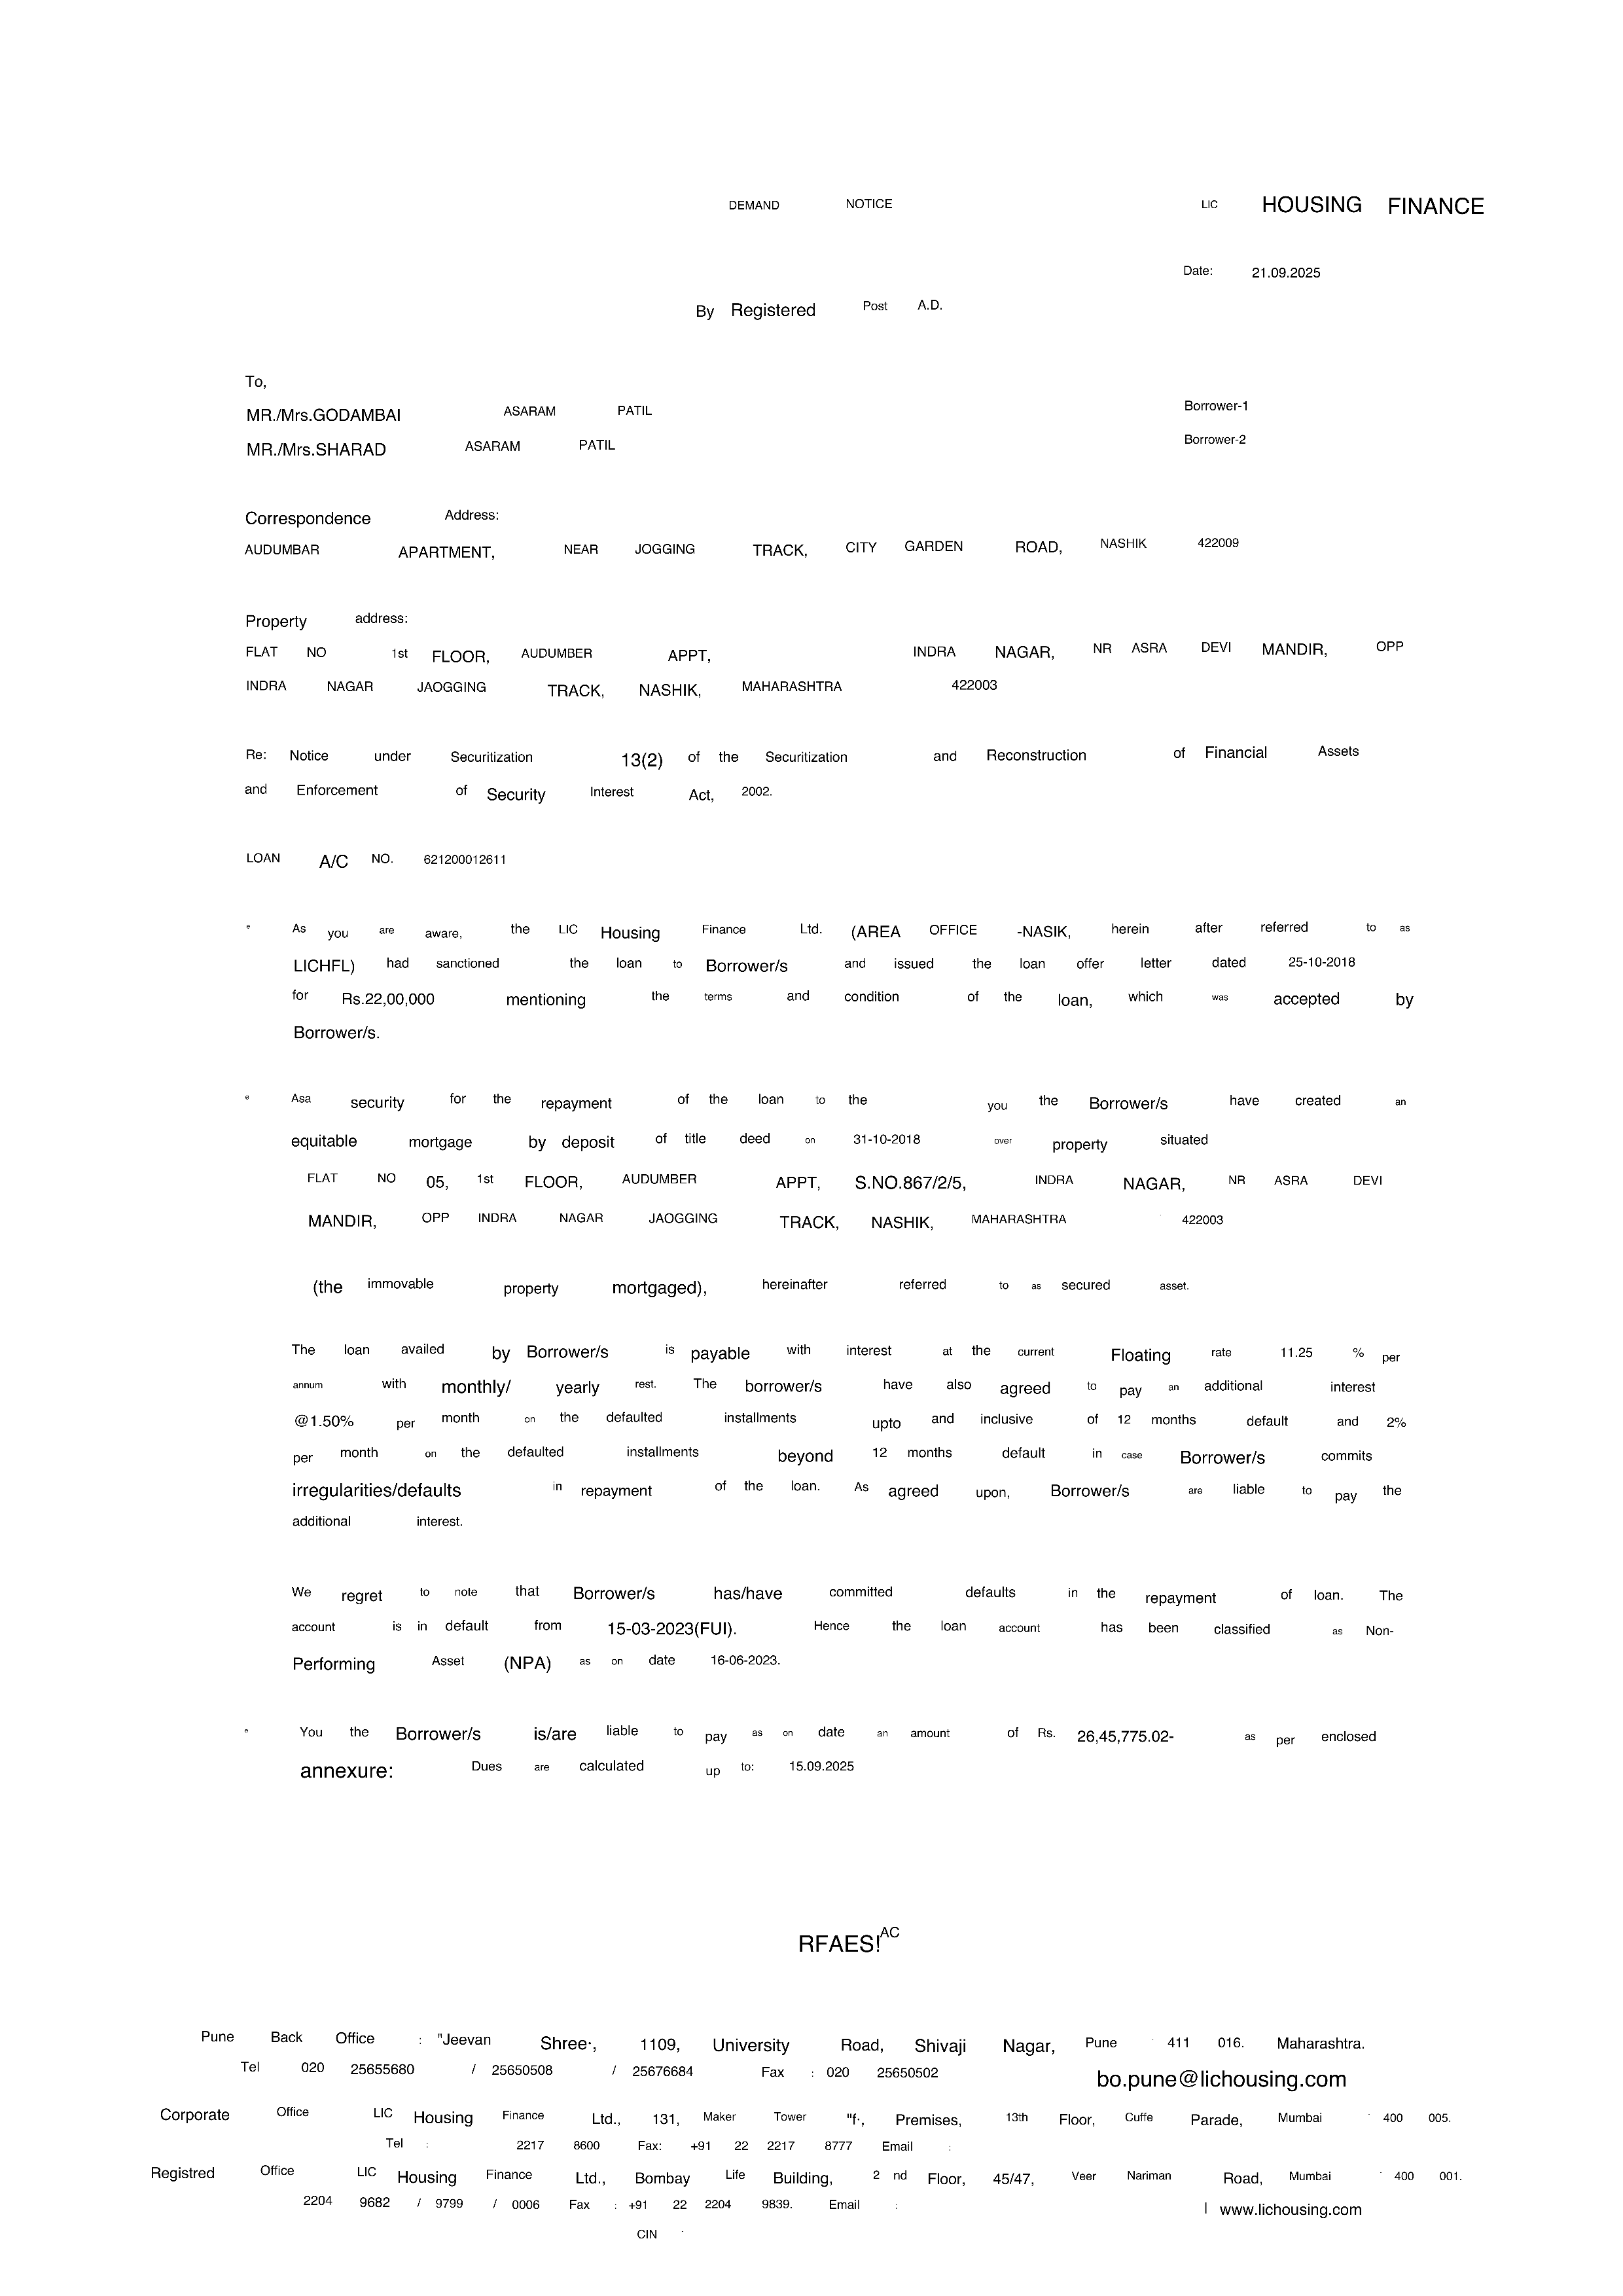 DEMAND NOTICE LIC HOUSING FINANCE
Date: 21.09.2025
By Registered Post A.D.
To,
MR./Mrs.GODAMBAI ASARAM PATIL Borrower-1
MR./Mrs.SHARAD ASARAM PATIL Borrower-2
Correspondence Address:
AUDUMBAR APARTMENT, NEAR JOGGING TRACK, CITY GARDEN ROAD, NASHIK 422009
Property address:
FLAT NO 1st FLOOR, AUDUMBER APPT, INDRA NAGAR, NR ASRA DEVI MANDIR, OPP
INDRA NAGAR JAOGGING TRACK, NASHIK, MAHARASHTRA 422003
Re: Notice under Securitization 13(2) of the Securitization and Reconstruction of Financial Assets
and Enforcement of Security Interest Act, 2002.
LOAN A/C NO. 621200012611
e As you are aware, the LIC Housing Finance Ltd. (AREA OFFICE -NASIK, herein after referred to as
LICHFL) had sanctioned the loan to Borrower/s and issued the loan offer letter dated 25-10-2018
for Rs.22,00,000 mentioning the terms and condition of the loan, which was accepted by
Borrower/s.
e Asa security for the repayment of the loan to the you the Borrower/s have created an
equitable mortgage by deposit of title deed on 31-10-2018 over property situated
FLAT NO 05, 1st FLOOR, AUDUMBER APPT, S.NO.867/2/5, INDRA NAGAR, NR ASRA DEVI
MANDIR, OPP INDRA NAGAR JAOGGING TRACK, NASHIK, MAHARASHTRA 422003
(the immovable property mortgaged), hereinafter referred to as secured asset.
The loan availed by Borrower/s is payable with interest at the current Floating rate 11.25 % per
annum with monthly/ yearly rest. The borrower/s have also agreed to pay an additional interest
@1.50% per month on the defaulted installments upto and inclusive of 12 months default and 2%
per month on the defaulted installments beyond 12 months default in case Borrower/s commits
irregularities/defaults in repayment of the loan. As agreed upon, Borrower/s are liable to pay the
additional interest.
We regret to note that Borrower/s has/have committed defaults in the repayment of loan. The
account is in default from 15-03-2023(FUI). Hence the loan account has been classified as Non-
Performing Asset (NPA) as on date 16-06-2023.
You the Borrower/s is/are liable to pay as on date an amount of Rs. 26,45,775.02- as per enclosed
annexure: Dues are calculated up to: 15.09.2025
RFAES!AC
Pune Back Office : "Jeevan Shree·, 1109, University Road, Shivaji Nagar, Pune 411 016. Maharashtra.
Tel 020 25655680 / 25650508 / 25676684 Fax : 020 25650502 bo.pune@lichousing.com
Corporate Office LIC Housing Finance Ltd., 131, Maker Tower "f·, Premises, 13th Floor, Cuffe Parade, Mumbai 400 005.
Tel : 2217 8600 Fax: +91 22 2217 8777 Email :
Registred Office LIC Housing Finance Ltd., Bombay Life Building, 2 nd Floor, 45/47, Veer Nariman Road, Mumbai 400 001.
2204 9682 / 9799 / 0006 Fax : +91 22 2204 9839. Email : | www.lichousing.com
CIN